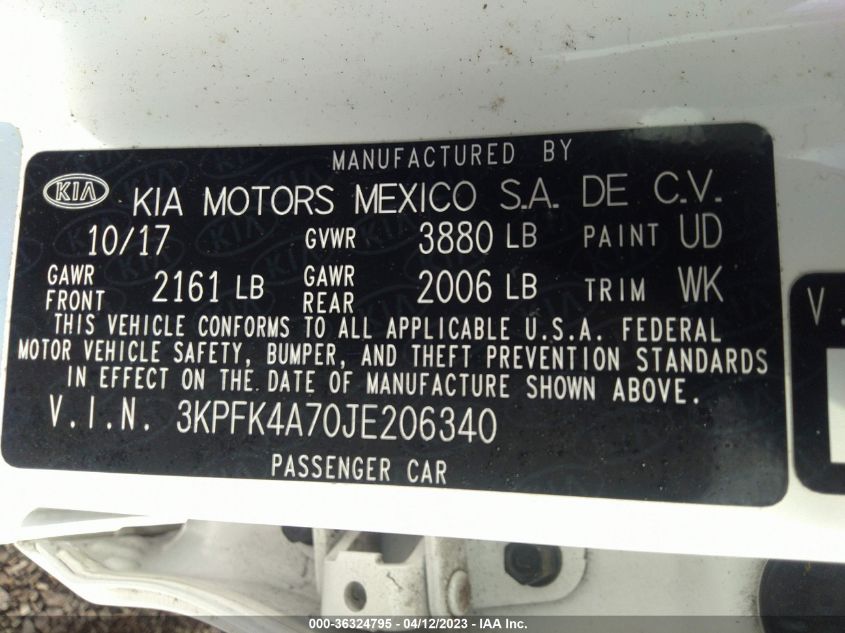 MANUFACTURED BY
KIA KIA MOTORS MEXICO S.A. DE C.V.
10/17 GVWR 3880 LB PAINT UD
GAWR FRONT 2161 LB GAWR REAR 2006 LB TRIM WK
THIS VEHICLE CONFORMS TO ALL APPLICABLE U.S.A. FEDERAL
MOTOR VEHICLE SAFETY, BUMPER, AND THEFT PREVENTION STANDARDS
IN EFFECT ON THE DATE OF MANUFACTURE SHOWN ABOVE.
V.I.N. 3KPFK4A70JE206340
PASSENGER CAR
V.
000-36324795 - 04/12/2023 - IAA Inc.